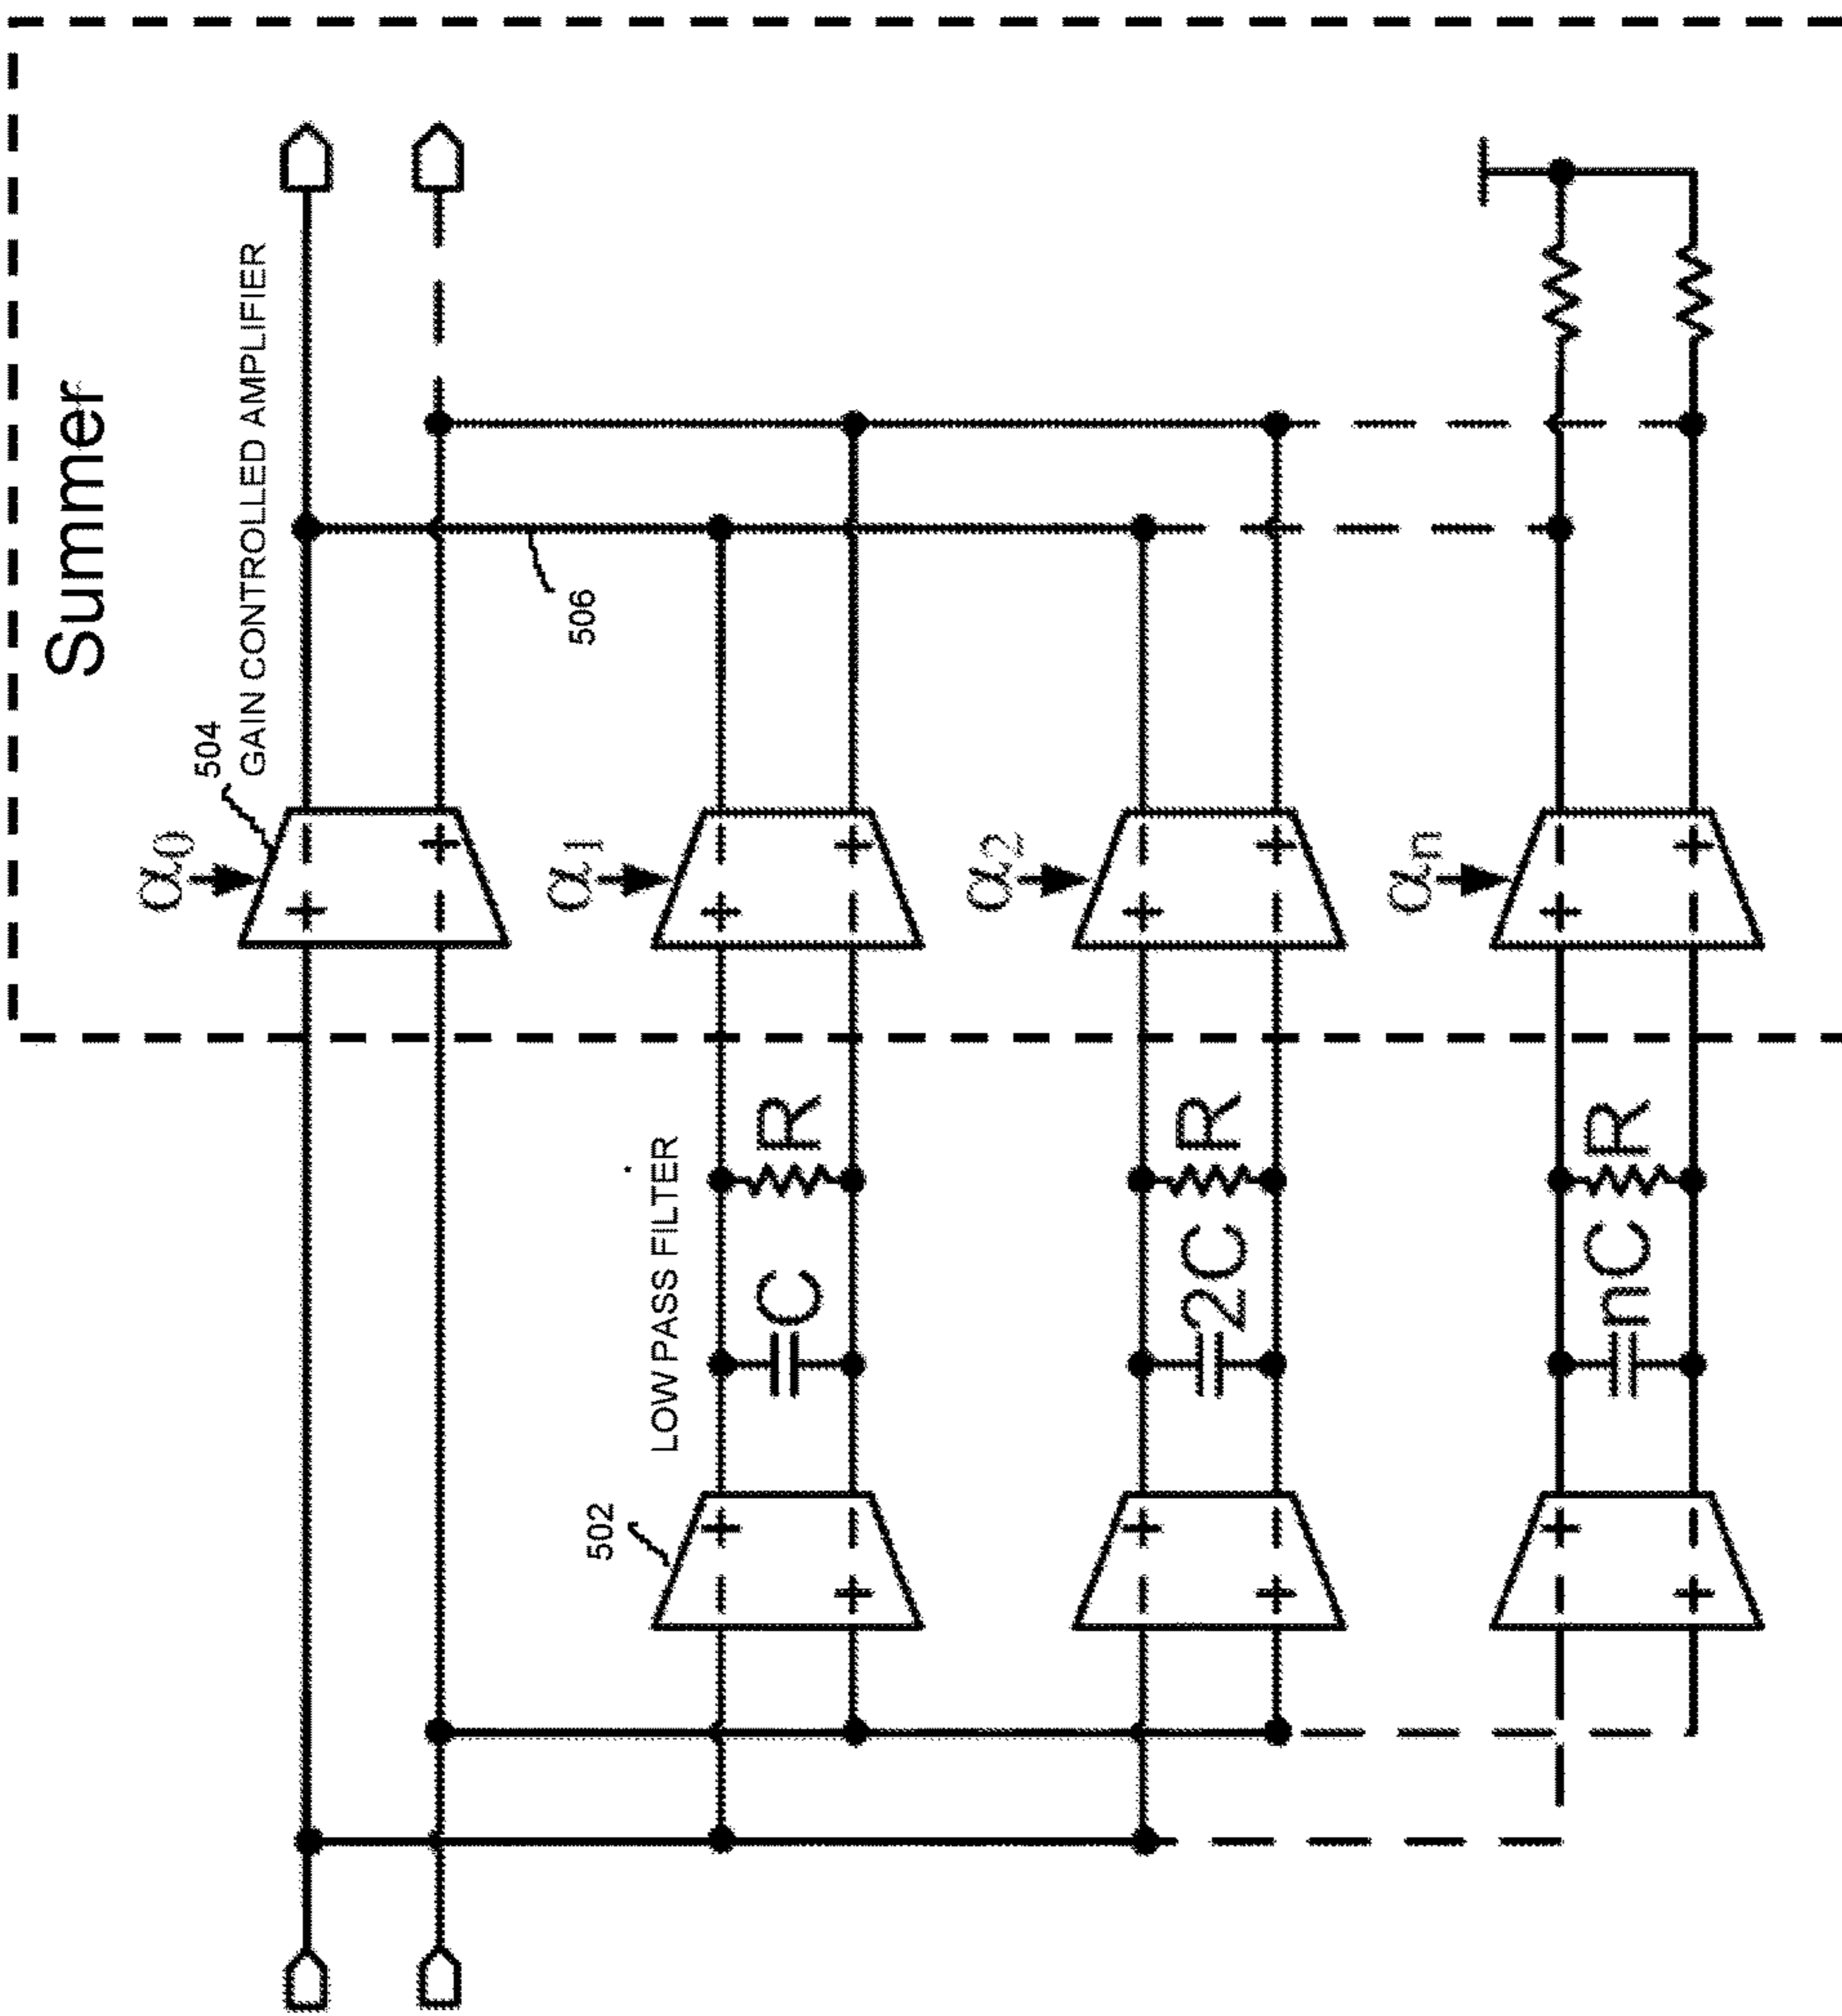 Summer
504
GAIN CONTROLLED AMPLIFIER
α0
506
α1
α2
αn
LOW PASS FILTER
502
C
R
2C
R
nC
R